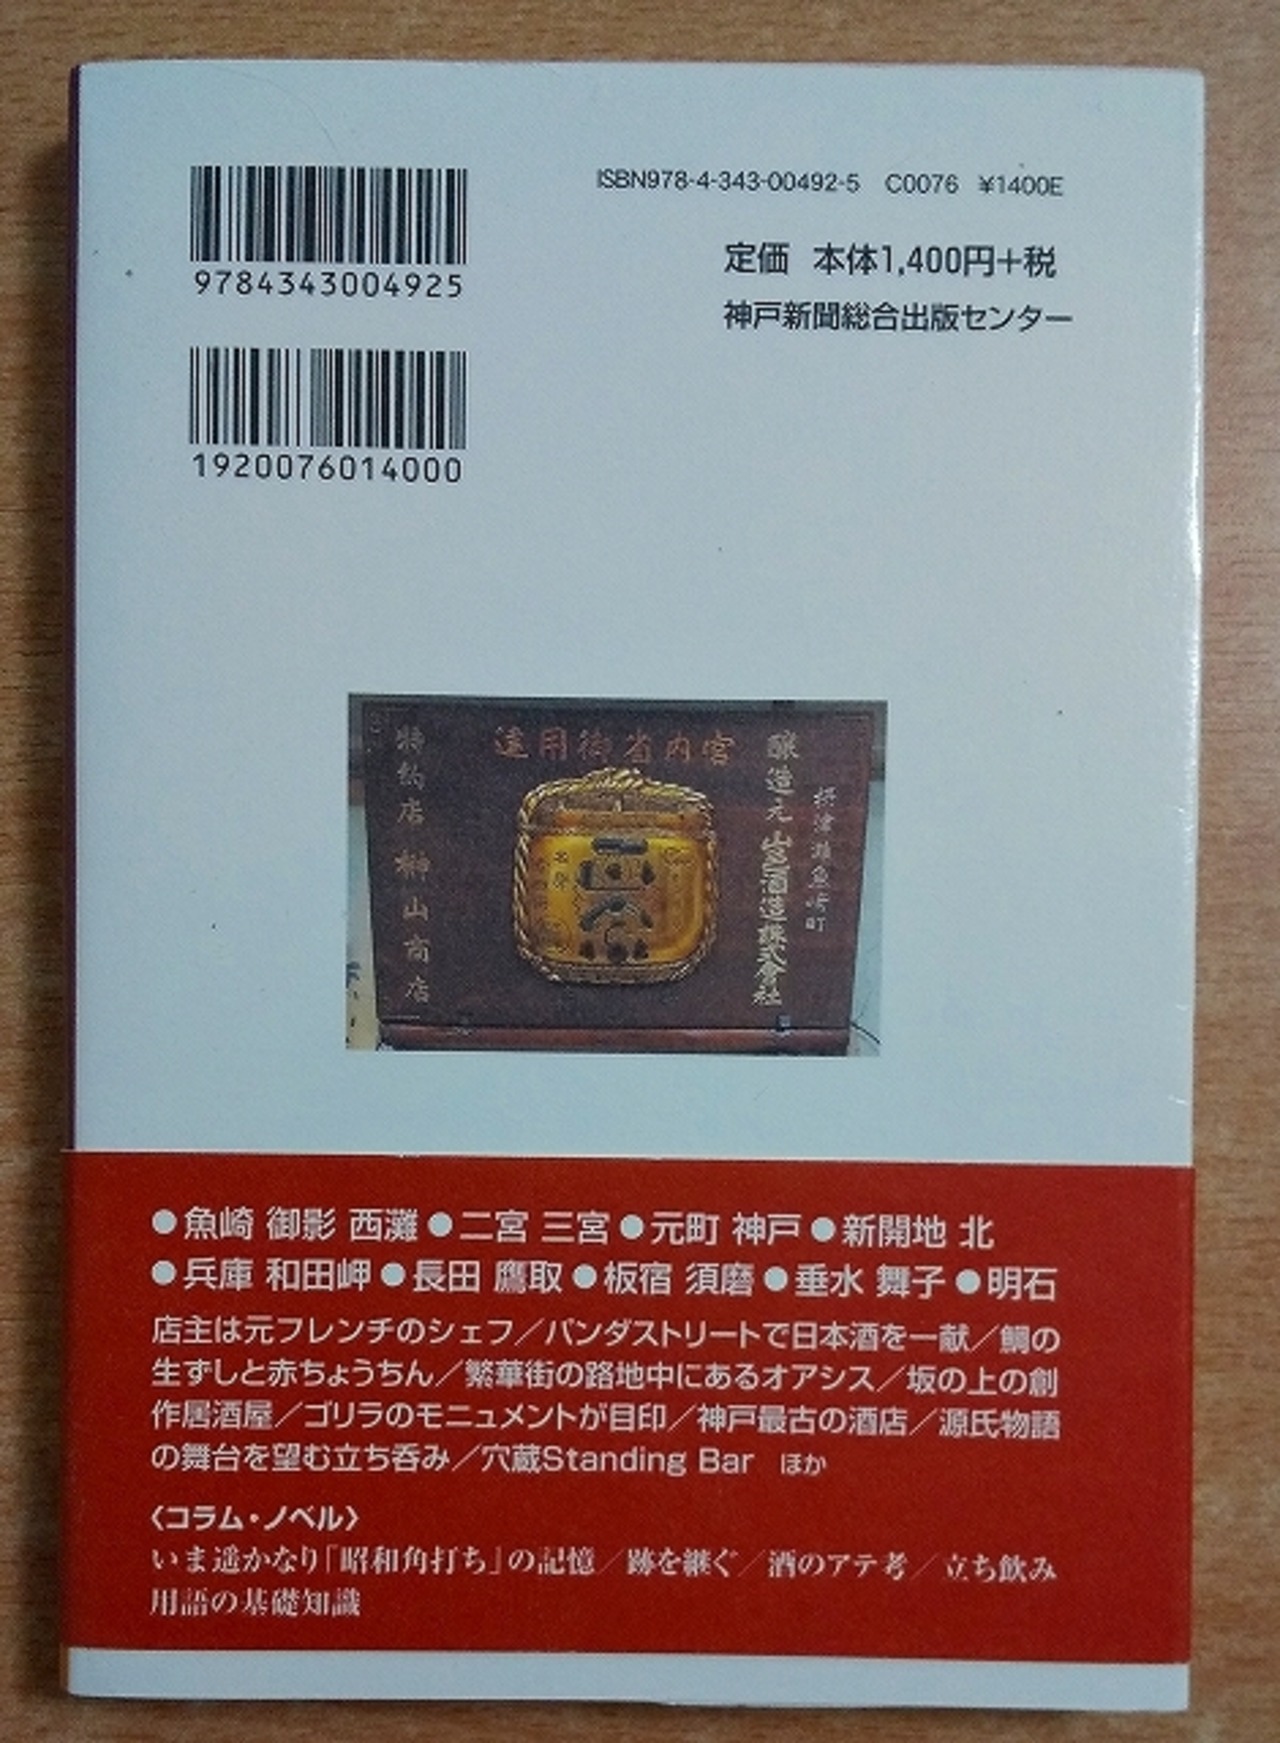 9784343004925
1920076014000
ISBN978-4-343-00492-5 C0076 ¥1400E
定価 本体1,400円+税
神戸新聞総合出版センター
達用御省内宮
特約店 榊山商店
醸造元 山邑酒造株式會社
摂津灘魚崎町
●魚崎 御影 西灘●二宮 三宮●元町 神戸●新開地 北
●兵庫 和田岬●長田 鷹取●板宿 須磨●垂水 舞子●明石
店主は元フレンチのシェフ/パンダストリートで日本酒を一献/鯛の
生ずしと赤ちょうちん/繁華街の路地中にあるオアシス/坂の上の創
作居酒屋/ゴリラのモニュメントが目印/神戸最古の酒店/源氏物語
の舞台を望む立ち呑み/穴蔵Standing Bar ほか
〈コラム・ノベル〉
いま遥かなり「昭和角打ち」の記憶/跡を継ぐ/酒のアテ考/立ち飲み
用語の基礎知識